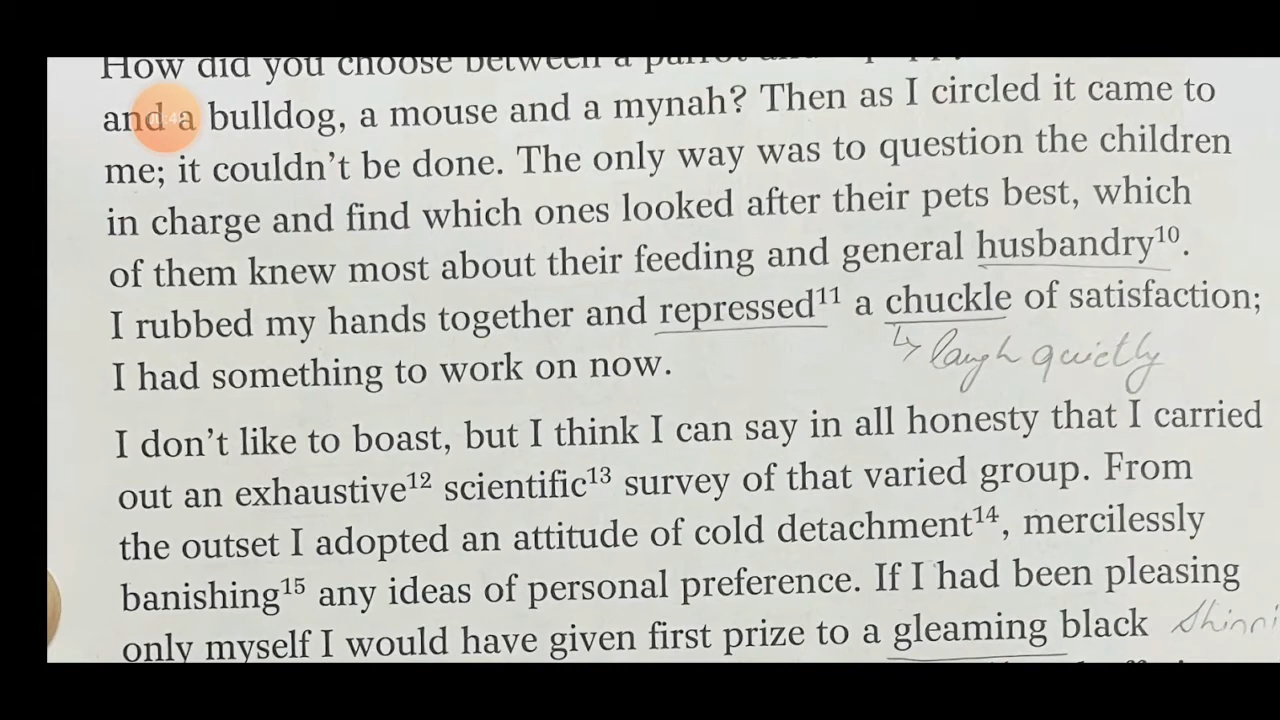 How did you choose between a
and a bulldog, a mouse and a mynah? Then as I circled it came to
me; it couldn't be done. The only way was to question the children
in charge and find which ones looked after their pets best, which
of them knew most about their feeding and general husbandry¹⁰.
I rubbed my hands together and repressed¹¹ a chuckle of satisfaction;
↳ laugh quietly
I had something to work on now.
I don't like to boast, but I think I can say in all honesty that I carried
out an exhaustive¹² scientific¹³ survey of that varied group. From
the outset I adopted an attitude of cold detachment¹⁴, mercilessly
banishing¹⁵ any ideas of personal preference. If I had been pleasing
only myself I would have given first prize to a gleaming black